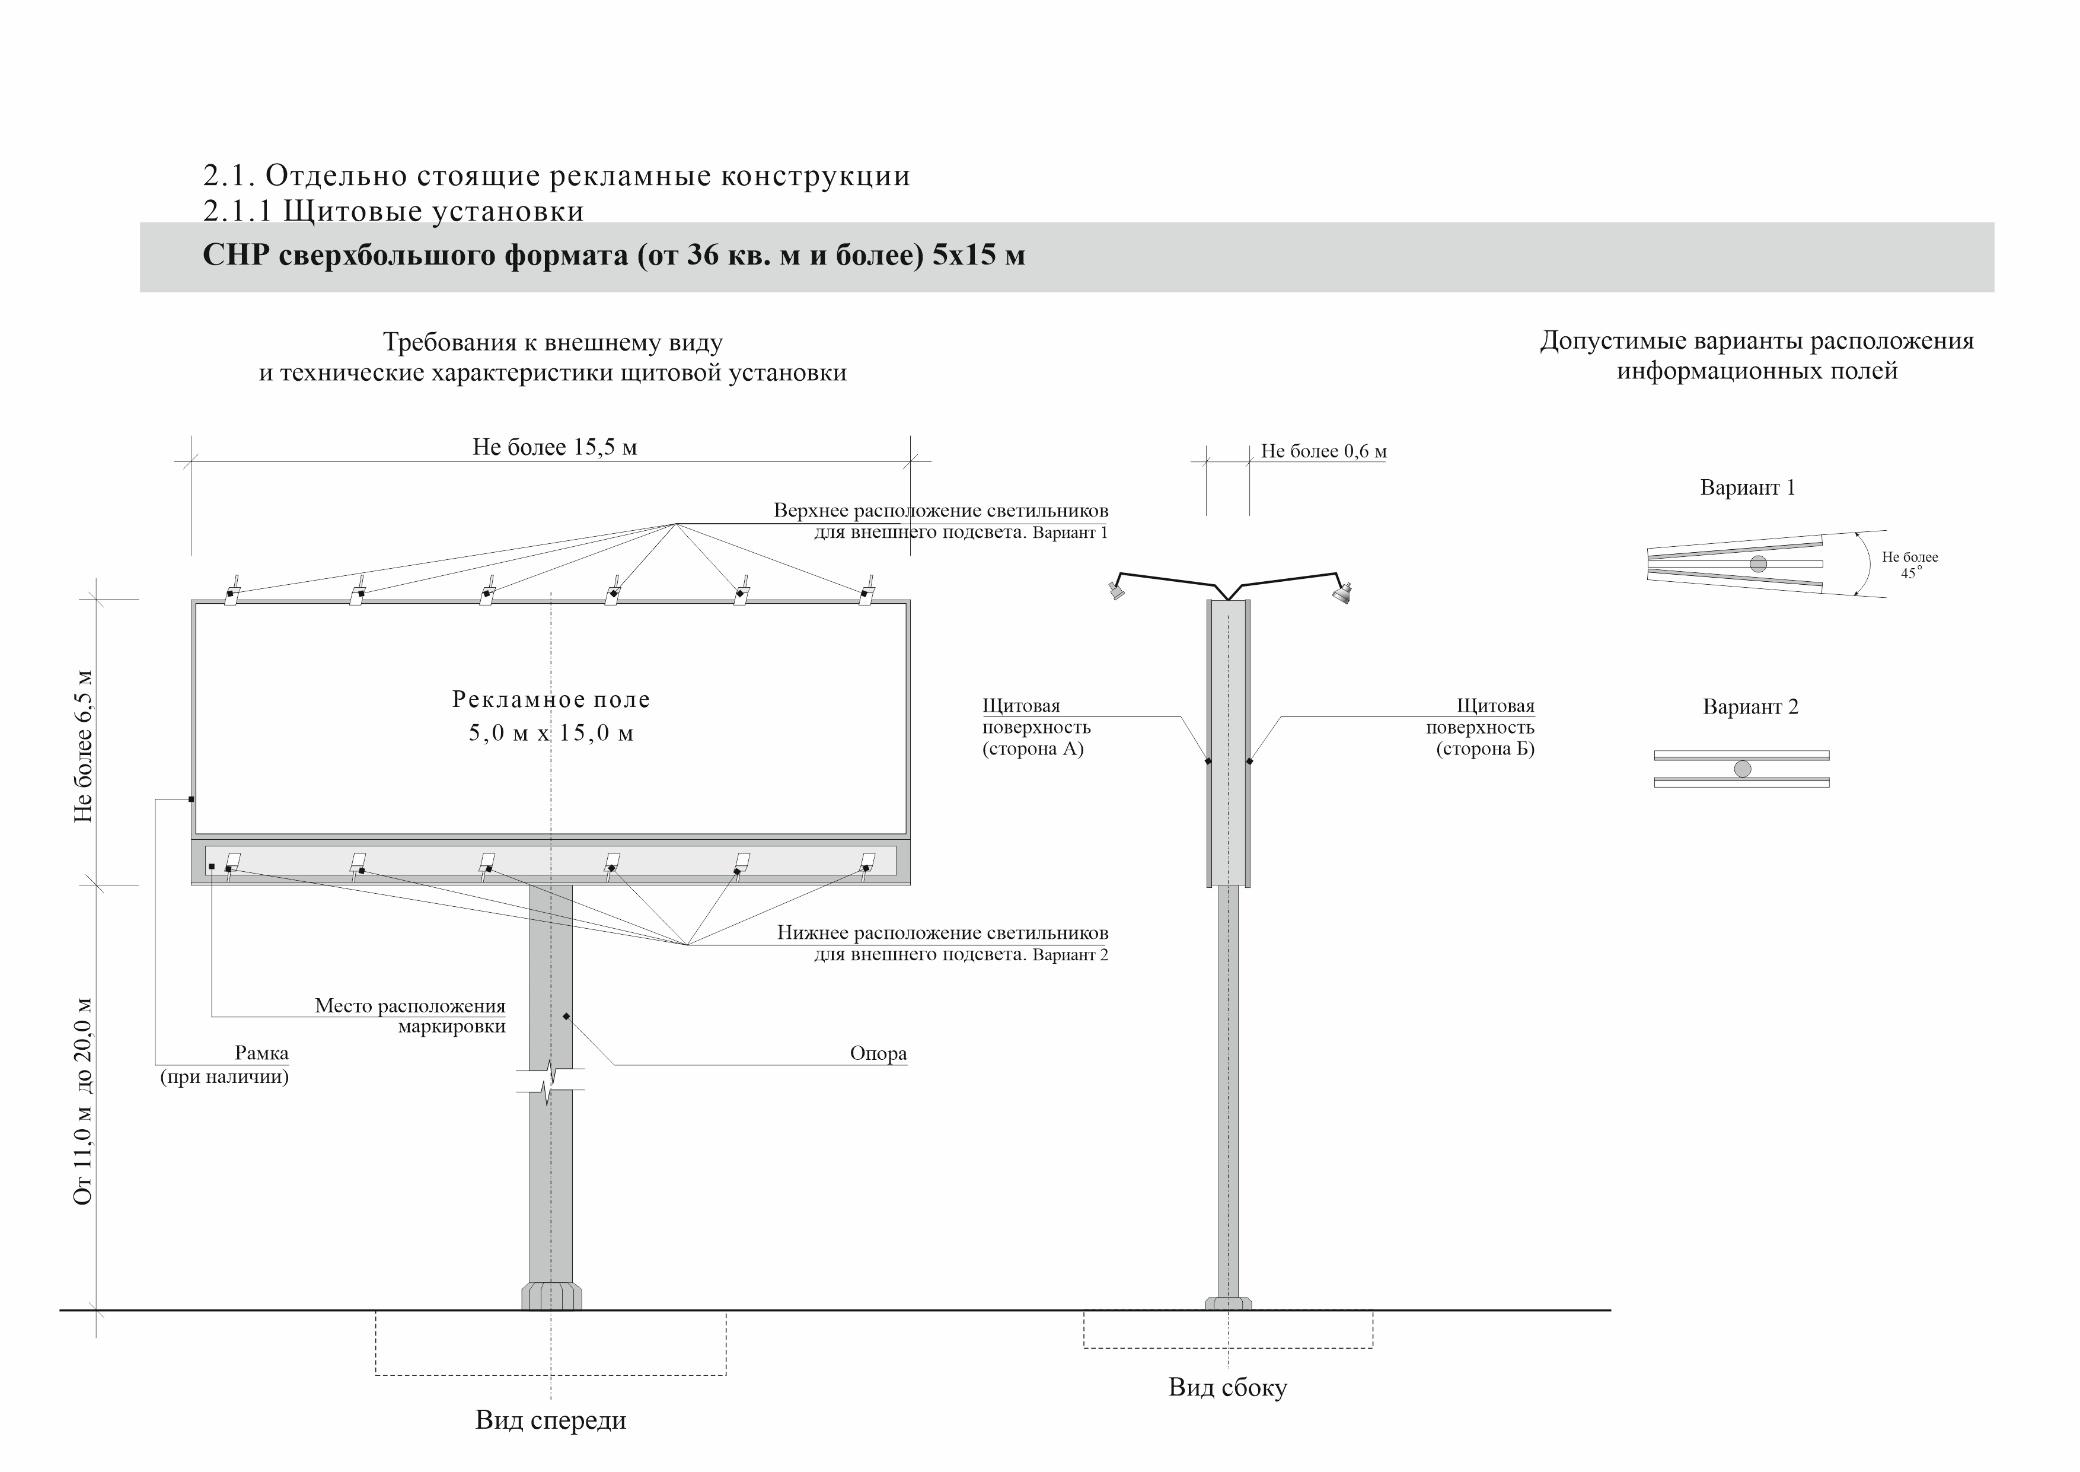 2.1. Отдельно стоящие рекламные конструкции
2.1.1 Щитовые установки
СНР сверхбольшого формата (от 36 кв. м и более) 5х15 м
Требования к внешнему виду
и технические характеристики щитовой установки
Допустимые варианты расположения
информационных полей
Не более 15,5 м
Не более 0,6 м
Верхнее расположение светильников
для внешнего подсвета. Вариант 1
Вариант 1
Не более
45°
Не более 6,5 м
Рекламное поле
5,0 м х 15,0 м
Щитовая
поверхность
(сторона А)
Щитовая
поверхность
(сторона Б)
Вариант 2
Нижнее расположение светильников
для внешнего подсвета. Вариант 2
От 11,0 м до 20,0 м
Место расположения
маркировки
Рамка
(при наличии)
Опора
Вид спереди
Вид сбоку